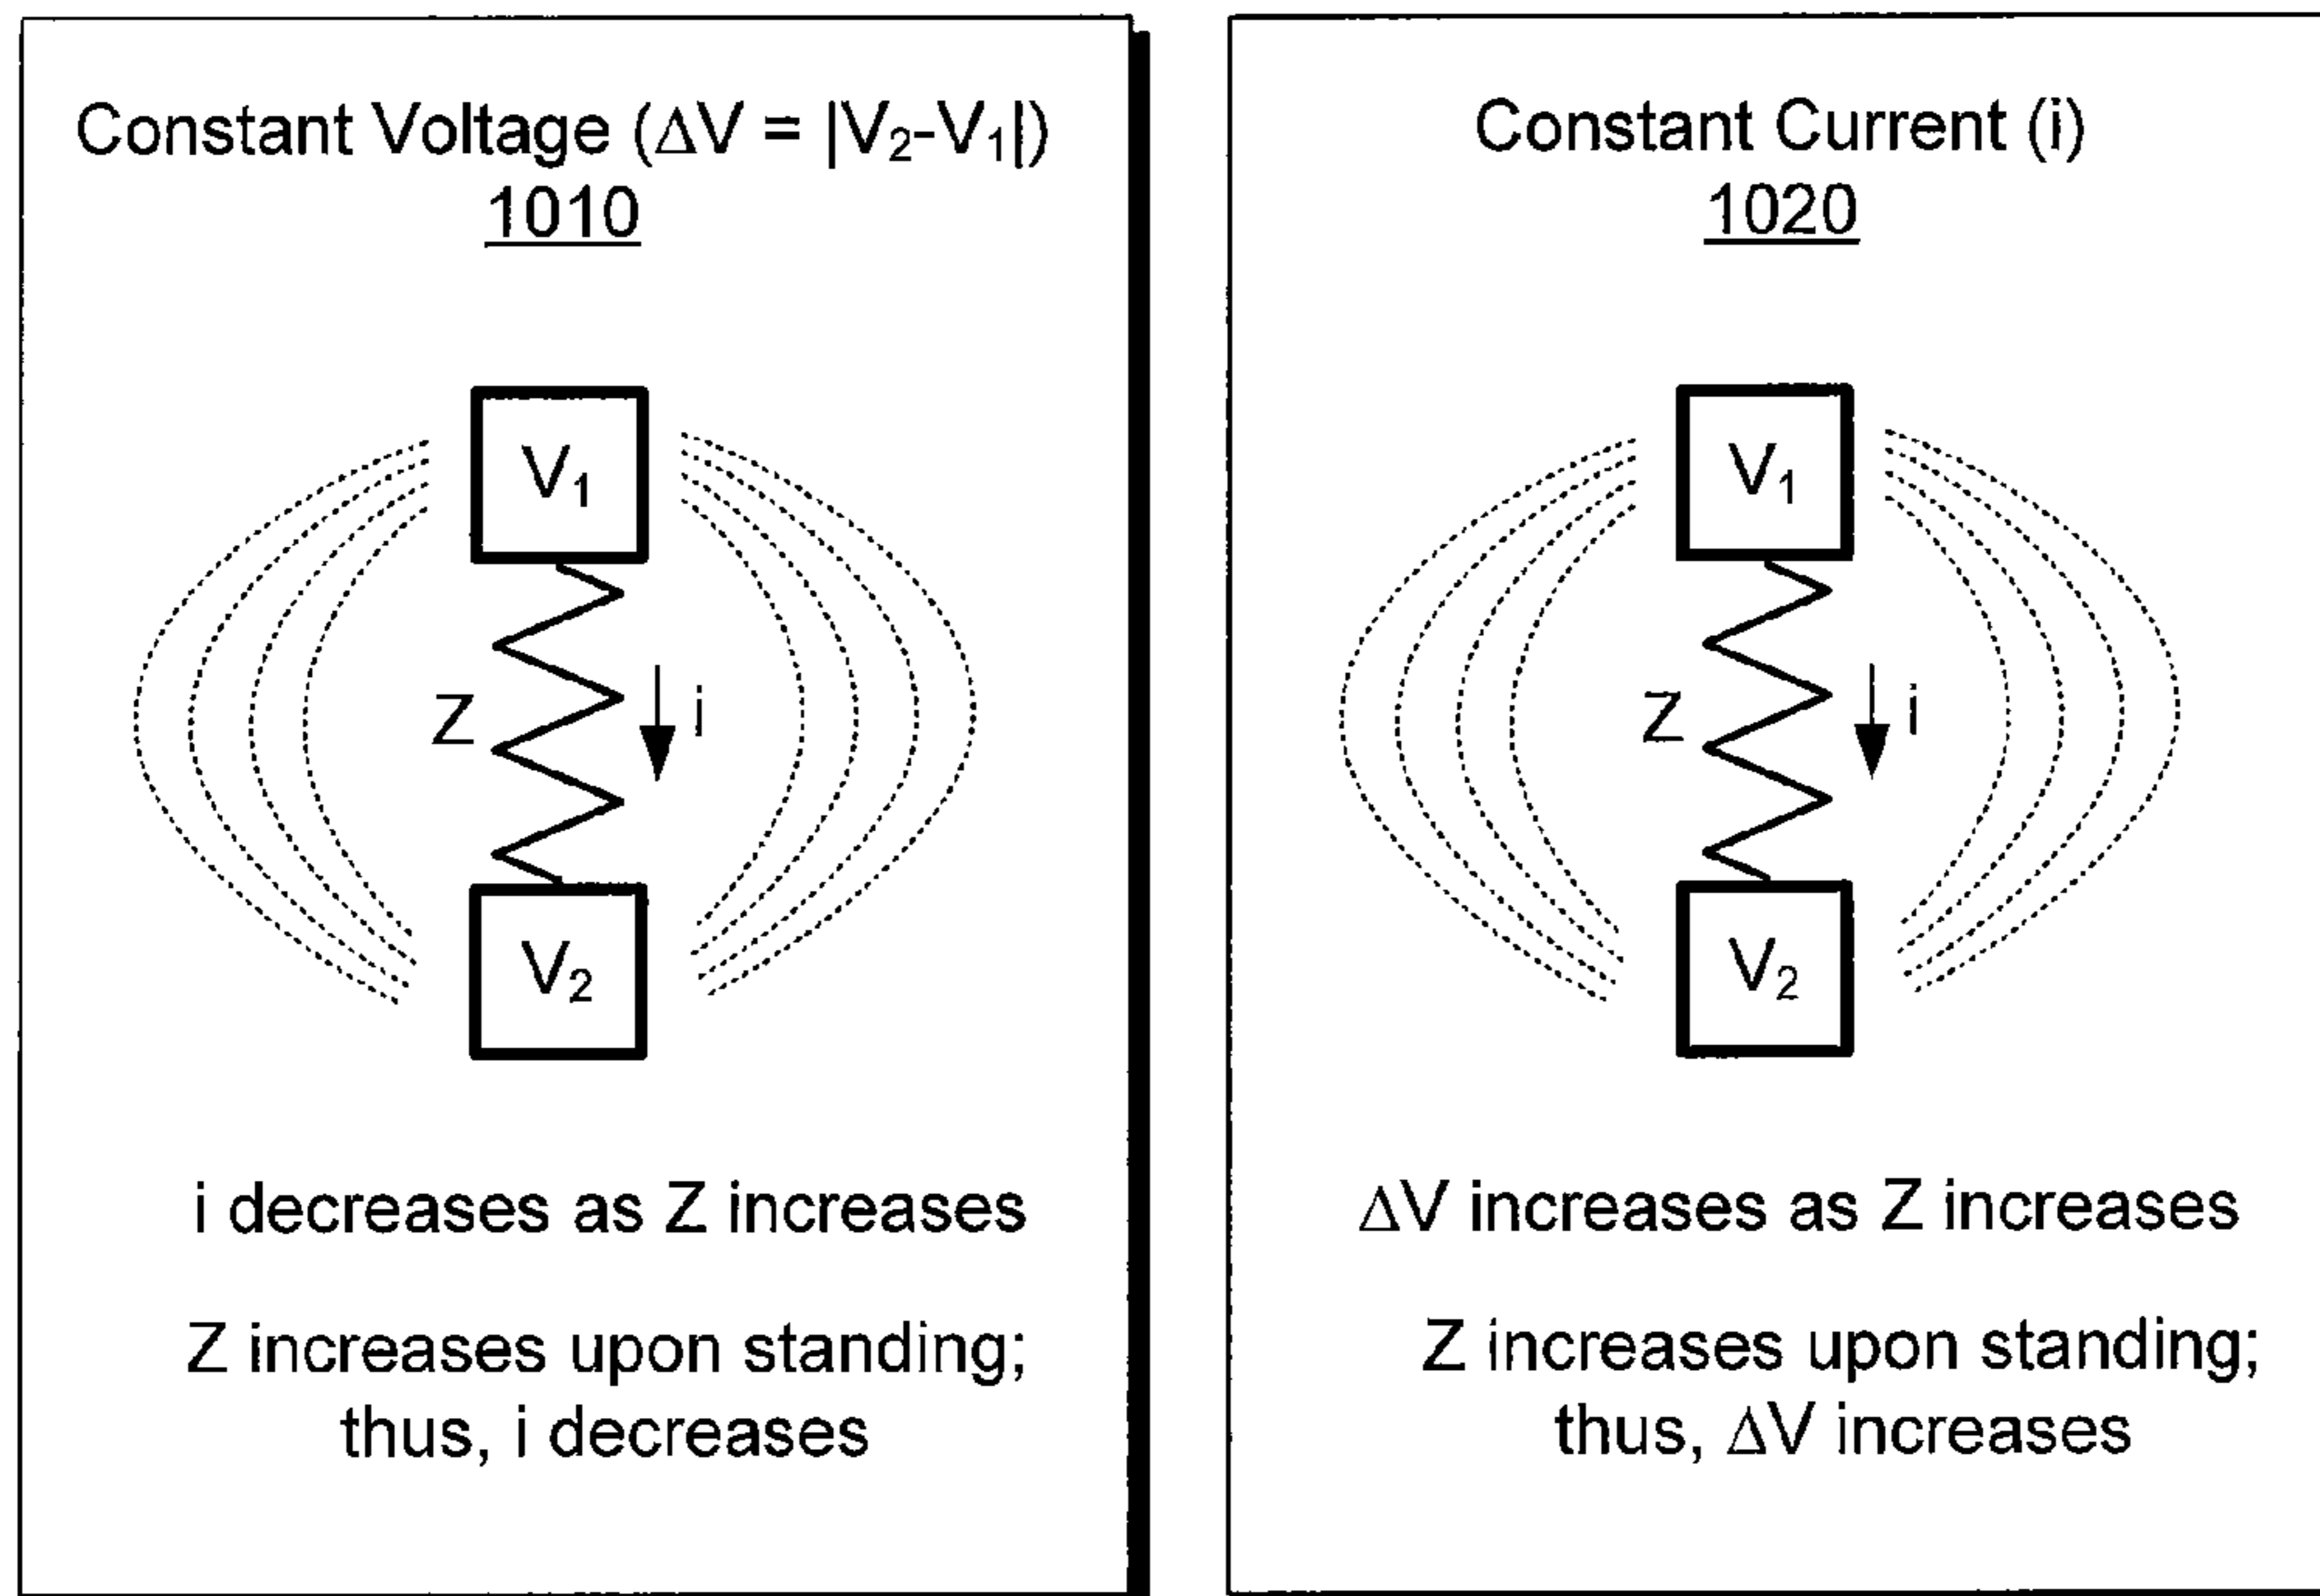 Constant Voltage (ΔV = |V₂-V₁|)
1010
V₁
Z
i
V₂
i decreases as Z increases
Z increases upon standing;
thus, i decreases
Constant Current (i)
1020
V₁
Z
i
V₂
ΔV increases as Z increases
Z increases upon standing;
thus, ΔV increases